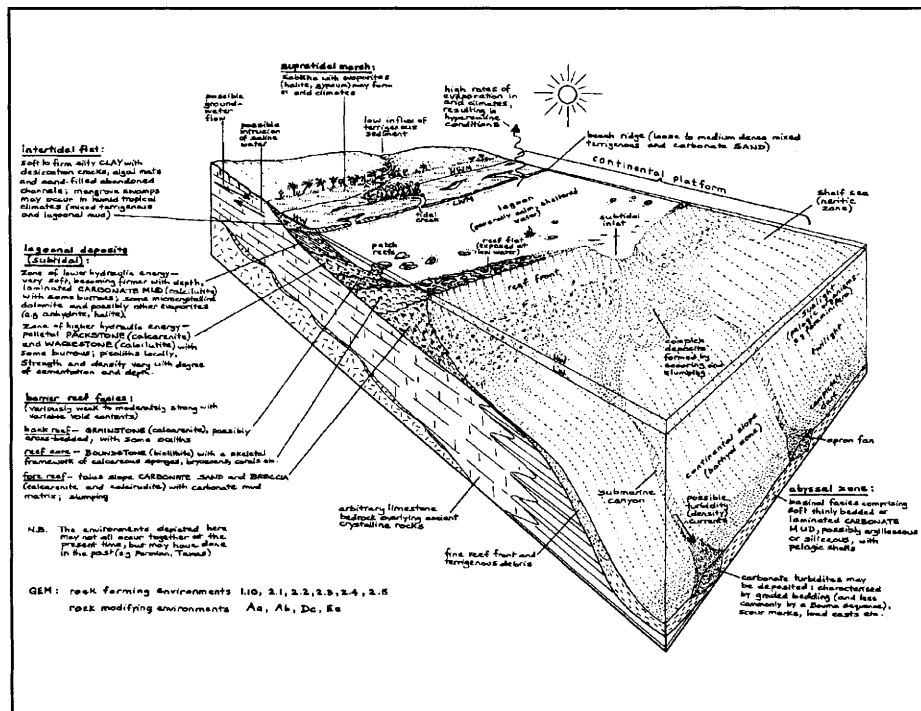 supratidal marsh:
sabkha with evaporites
(halite, gypsum) may form
in arid climates
possible
ground-
water
flow
possible
intrusion
of saline
water
low influx of
terrigenous
sediment
high rates of
evaporation in
arid climates,
resulting in
hypersaline
conditions
beach ridge (loose to medium dense mixed
terrigenous and carbonate SAND)
continental platform
shelf sea
(neritic
zone)
intertidal flat:
soft to firm silty CLAY with
desiccation cracks; algal mats
and sand-filled abandoned
channels; mangrove swamps
may occur in humid tropical
climates (mixed terrigenous
and lagoonal mud)
HWM
LWM
tidal
creek
lagoon
(generally calm, sheltered
water)
subtidal
inlet
patch
reefs
reef flat
(exposed at
low water)
reef front
lagoonal deposits
(subtidal):
Zone of lower hydraulic energy—
very soft, becoming firmer with depth,
laminated CARBONATE MUD (calcilutite)
with some burrows; some microcrystalline
dolomite and possibly other evaporites
(e.g. anhydrite, halite)
Zone of higher hydraulic energy—
pelletal PACKSTONE (calcarenite)
and WACKESTONE (calcilutite) with
some burrows; pisoliths locally.
Strength and density vary with degree
of cementation and depth.
complex
deposits
formed by
scouring and
slumping
sunlight
twilight
barrier reef facies:
(variously weak to moderately strong with
variable void contents)
back reef— GRAINSTONE (calcarenite), possibly
cross-bedded, with some ooliths
reef core— BOUNDSTONE (biolithite) with a skeletal
framework of calcareous sponges, bryozoans, corals etc.
fore reef— talus slope CARBONATE SAND and BRECCIA
(calcarenite and calcirudite) with carbonate mud
matrix; slumping
continental slope
(bathyal zone)
apron fan
submarine
canyon
possible
turbidity
(density)
currents
abyssal zone:
basinal facies comprising
soft thinly bedded or
laminated CARBONATE
MUD, possibly argillaceous
or siliceous, with
pelagic shells
arbitrary limestone
bedrock overlying ancient
crystalline rocks
fine reef front and
terrigenous debris
N.B. The environments depicted here
may not all occur together at the
present time, but may have done
in the past (e.g. Permian, Texas)
carbonate turbidites may
be deposited; characterised
by graded bedding (and less
commonly by a Bouma sequence),
scour marks, load casts etc.
GEM: rock forming environments 1.10, 2.1, 2.2, 2.3, 2.4, 2.5
rock modifying environments Aa, Ab, Dc, Ee